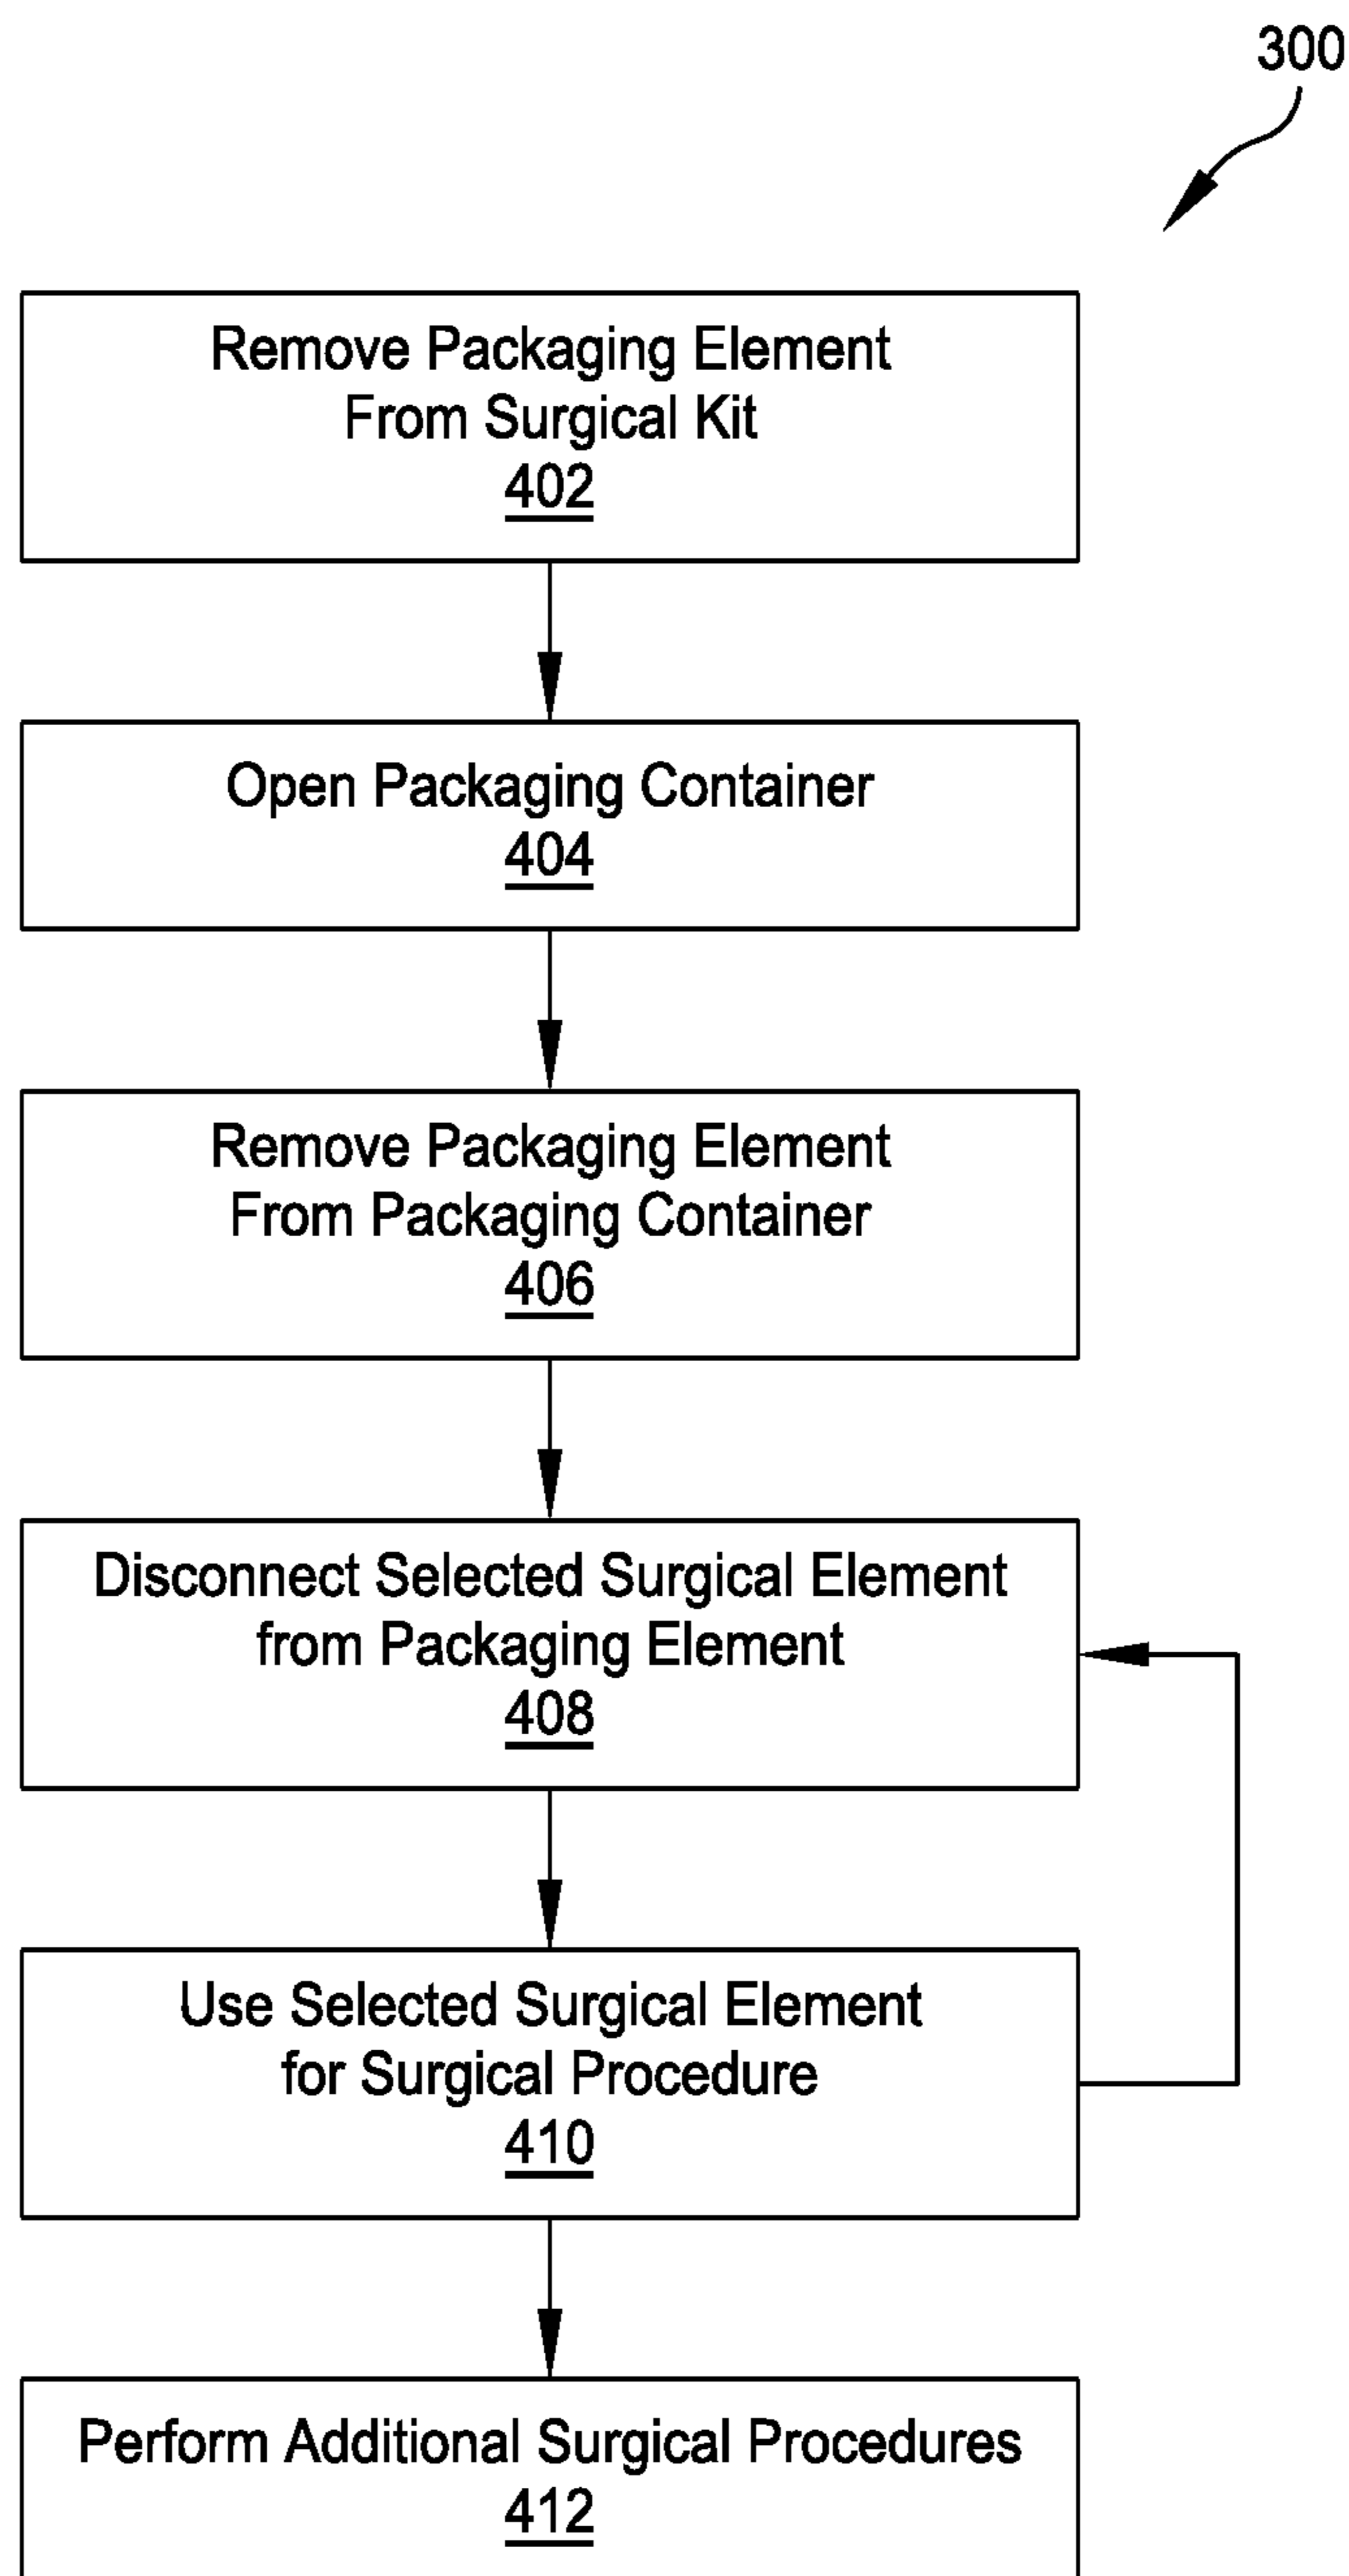 300
Remove Packaging Element
From Surgical Kit
402
Open Packaging Container
404
Remove Packaging Element
From Packaging Container
406
Disconnect Selected Surgical Element
from Packaging Element
408
Use Selected Surgical Element
for Surgical Procedure
410
Perform Additional Surgical Procedures
412